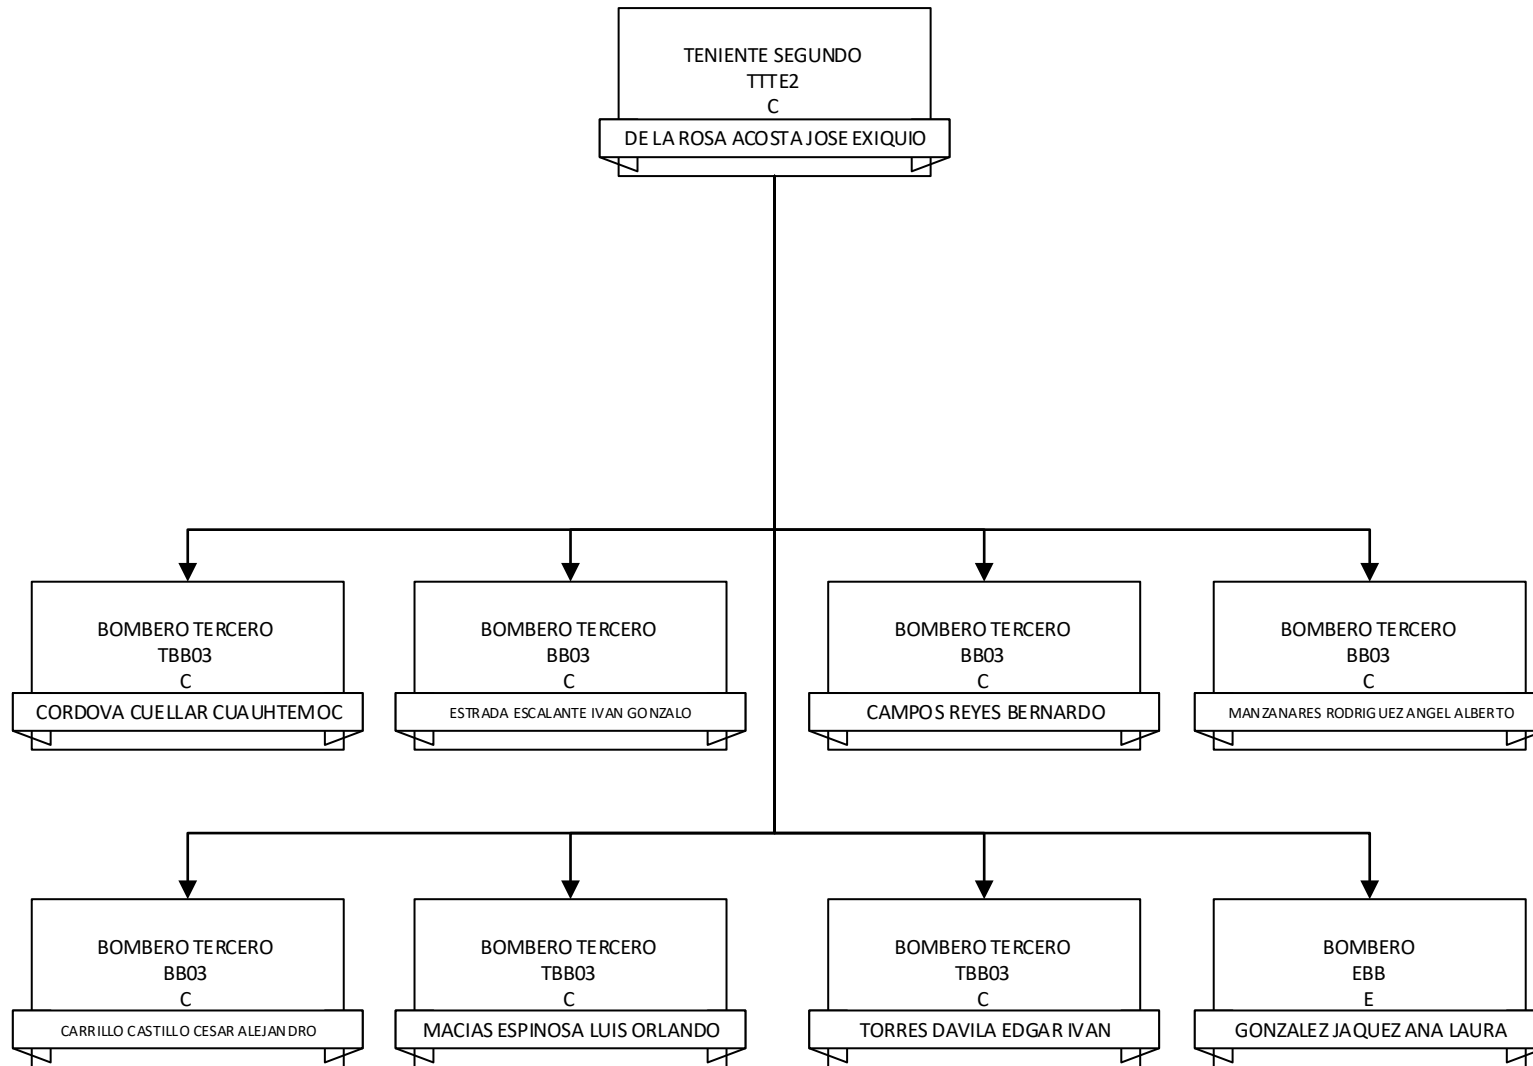 TENIENTE SEGUNDO
TTTE2
C
DE LA ROSA ACOSTA JOSE EXIQUIO
BOMBERO TERCERO
TBB03
C
CORDOVA CUELLAR CUAUHTEMOC
BOMBERO TERCERO
BB03
C
ESTRADA ESCALANTE IVAN GONZALO
BOMBERO TERCERO
BB03
C
CAMPOS REYES BERNARDO
BOMBERO TERCERO
BB03
C
MANZANARES RODRIGUEZ ANGEL ALBERTO
BOMBERO TERCERO
BB03
C
CARRILLO CASTILLO CESAR ALEJANDRO
BOMBERO TERCERO
TBB03
C
MACIAS ESPINOSA LUIS ORLANDO
BOMBERO TERCERO
TBB03
C
TORRES DAVILA EDGAR IVAN
BOMBERO
EBB
E
GONZALEZ JAQUEZ ANA LAURA